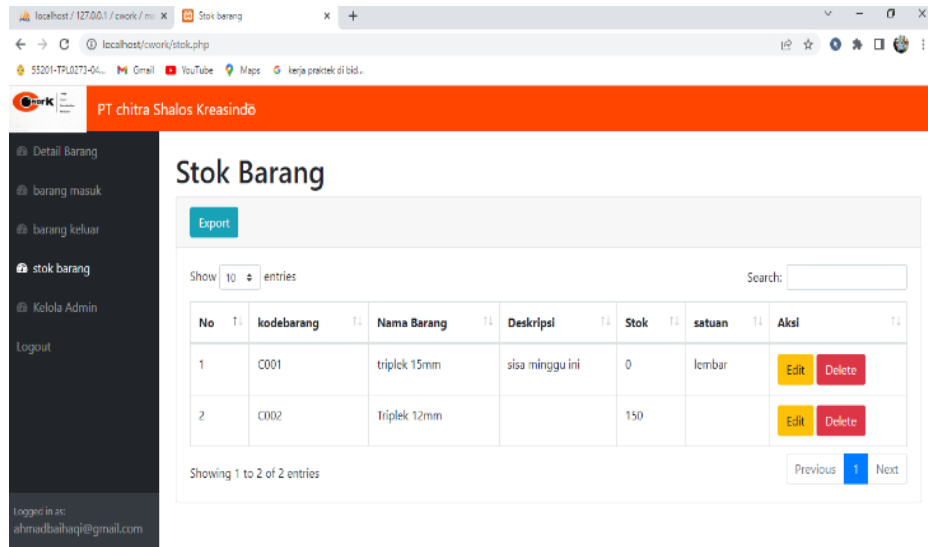 localhost / 127.0.0.1 / cwork / m
Stok barang
localhost/cwork/stok.php
55201-TPL0273-04...
Gmail
YouTube
Maps
kerja praktek di bid...
PT chitra Shalos Kreasindo
Detail Barang
barang masuk
barang keluar
stok barang
Kelola Admin
Logout
Logged in as:
ahmadbaihaqi@gmail.com
Stok Barang
Export
Show 10 entries
Search:
No kodebarang Nama Barang Deskripsi Stok satuan Aksi
1 C001 triplek 15mm sisa minggu ini 0 lembar Edit Delete
2 C002 Triplek 12mm 150 Edit Delete
Showing 1 to 2 of 2 entries
Previous 1 Next